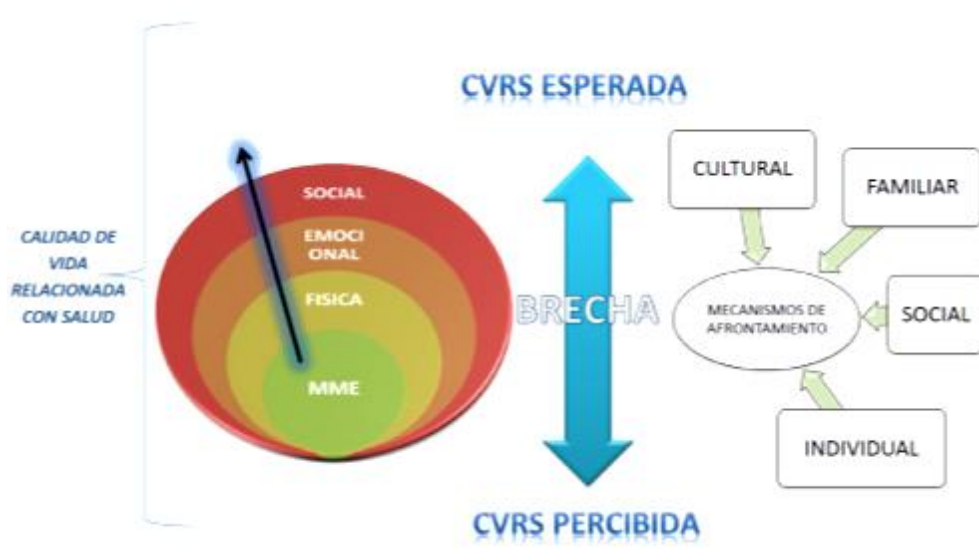 CALIDAD DE
VIDA
RELACIONADA
CON SALUD
SOCIAL
EMOCI
ONAL
FISICA
MME
CVRS ESPERADA
BRECHA
CVRS PERCIBIDA
CULTURAL
FAMILIAR
MECANISMOS DE
AFRONTAMIENTO
SOCIAL
INDIVIDUAL